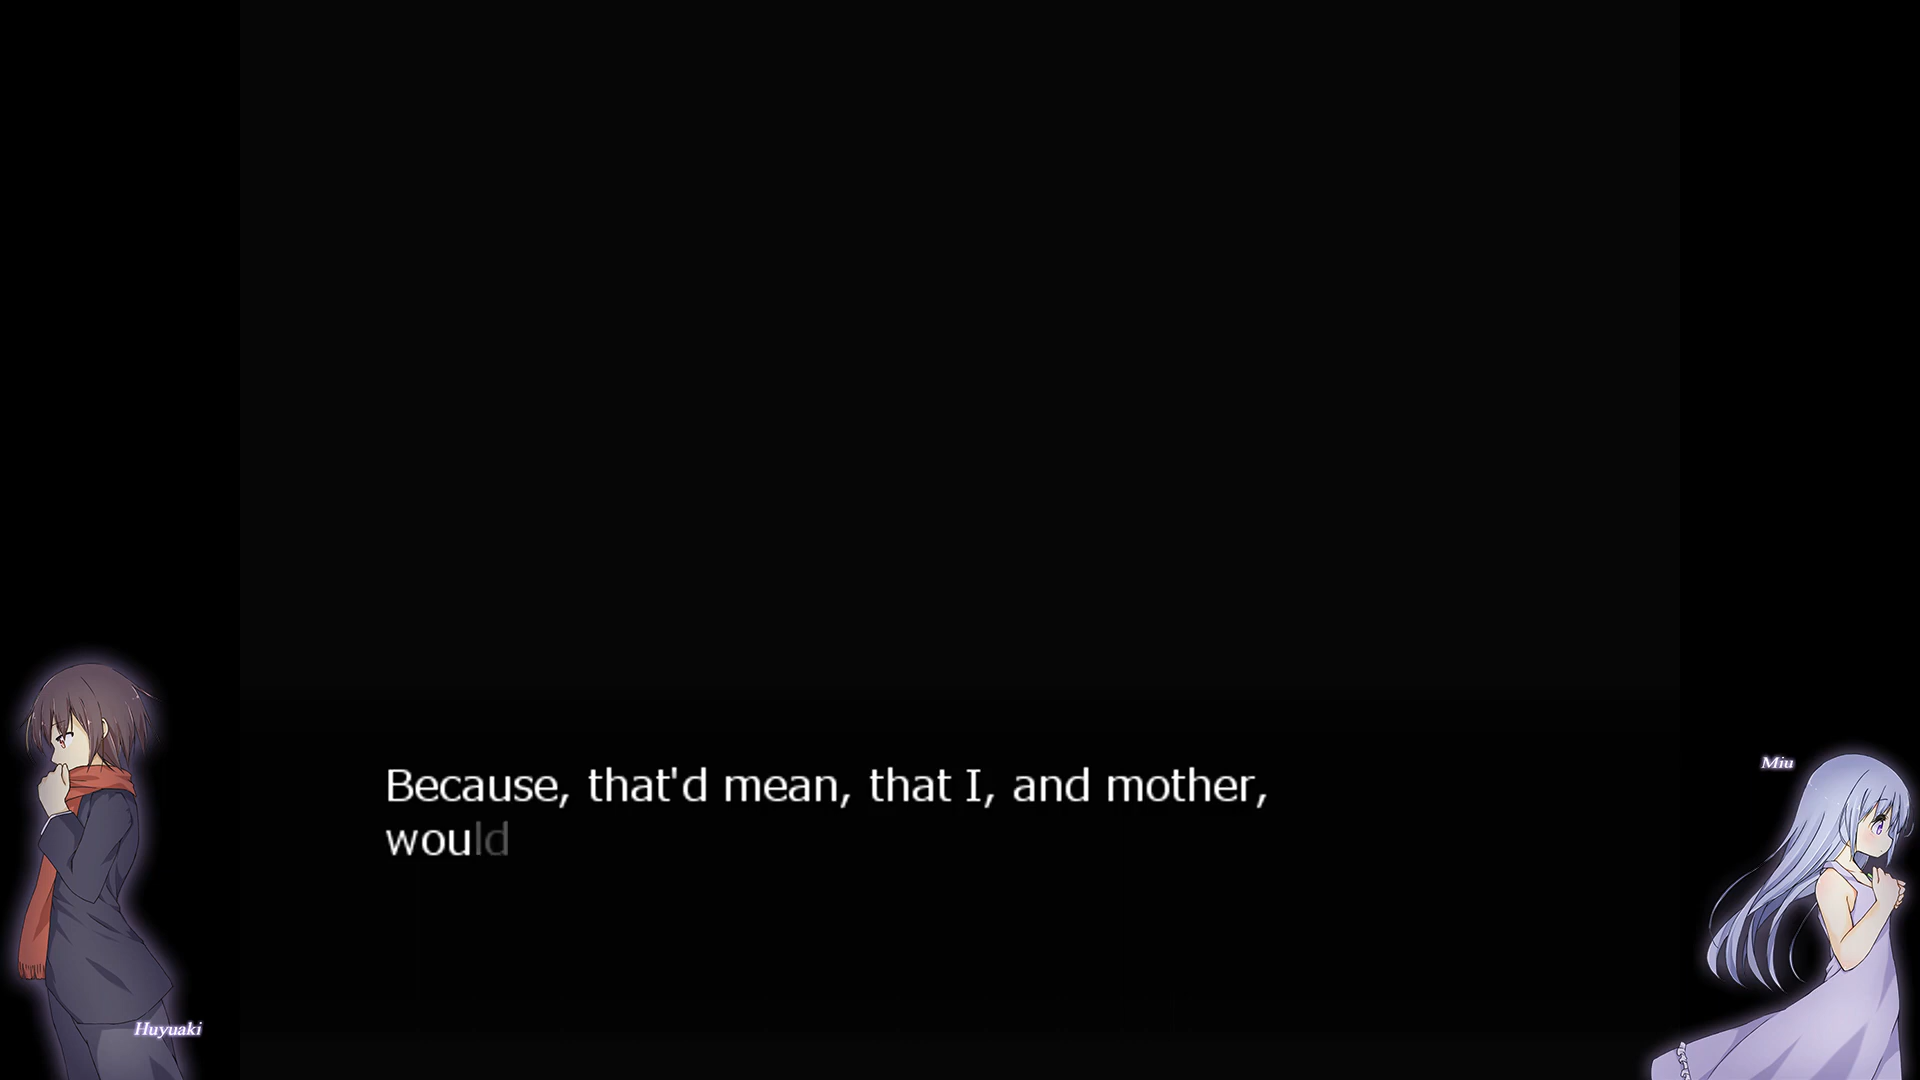 Because, that'd mean, that I, and mother,
would
Miu
Huyuaki